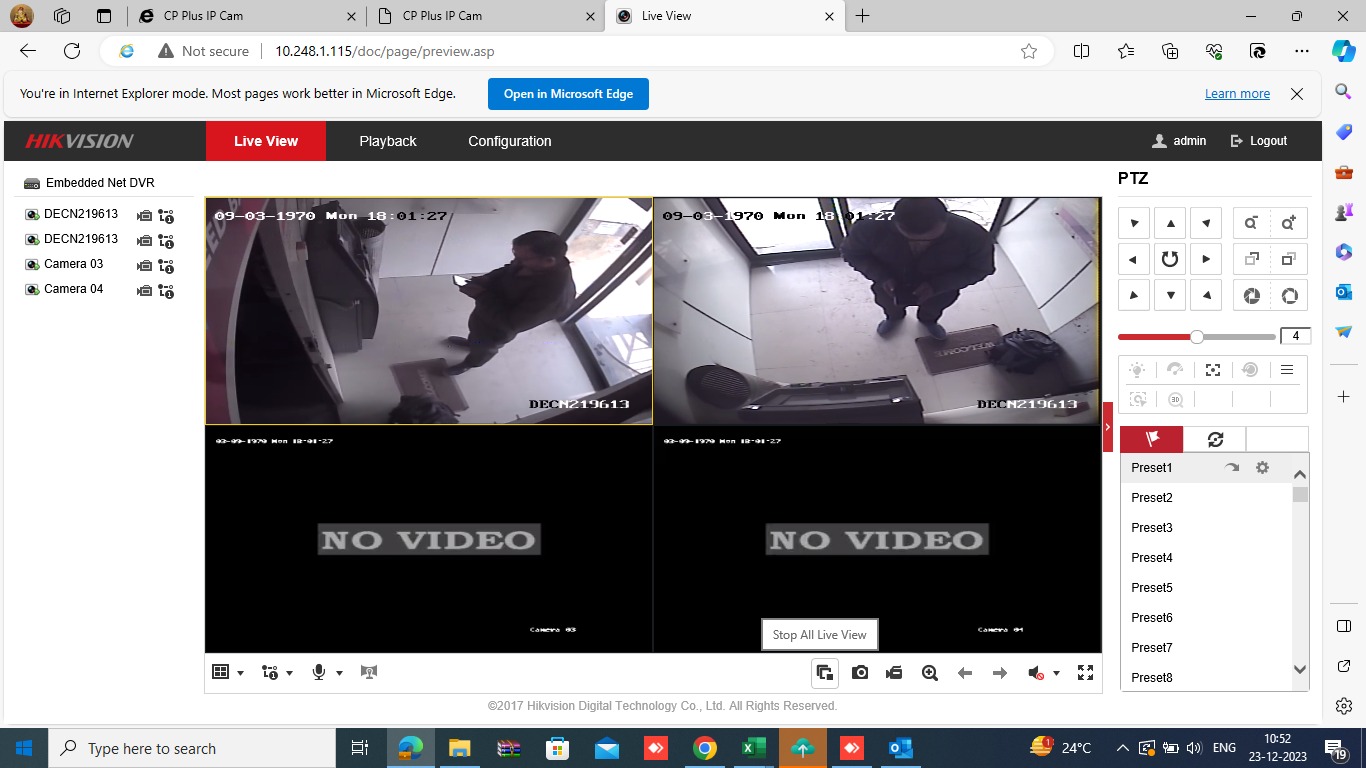 CP Plus IP Cam
CP Plus IP Cam
Live View
Not secure
10.248.1.115/doc/page/preview.asp
You're in Internet Explorer mode. Most pages work better in Microsoft Edge.
Open in Microsoft Edge
Learn more
HIKVISION
Live View
Playback
Configuration
admin
Logout
Embedded Net DVR
DECN219613
DECN219613
Camera 03
Camera 04
09-03-1970 Mon 18:01:27
DECN219613
09-03-1970 Mon 18:01:27
WELCOME
DECN219613
03-09-1970 Mon 18:01:27
NO VIDEO
Camera 03
03-09-1970 Mon 18:01:27
NO VIDEO
Camera 04
Stop All Live View
PTZ
4
3D
Preset1
Preset2
Preset3
Preset4
Preset5
Preset6
Preset7
Preset8
©2017 Hikvision Digital Technology Co., Ltd. All Rights Reserved.
Type here to search
1
24°C
ENG
10:52
23-12-2023
19